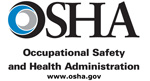 OSHA
Occupational Safety
and Health Administration
www.osha.gov